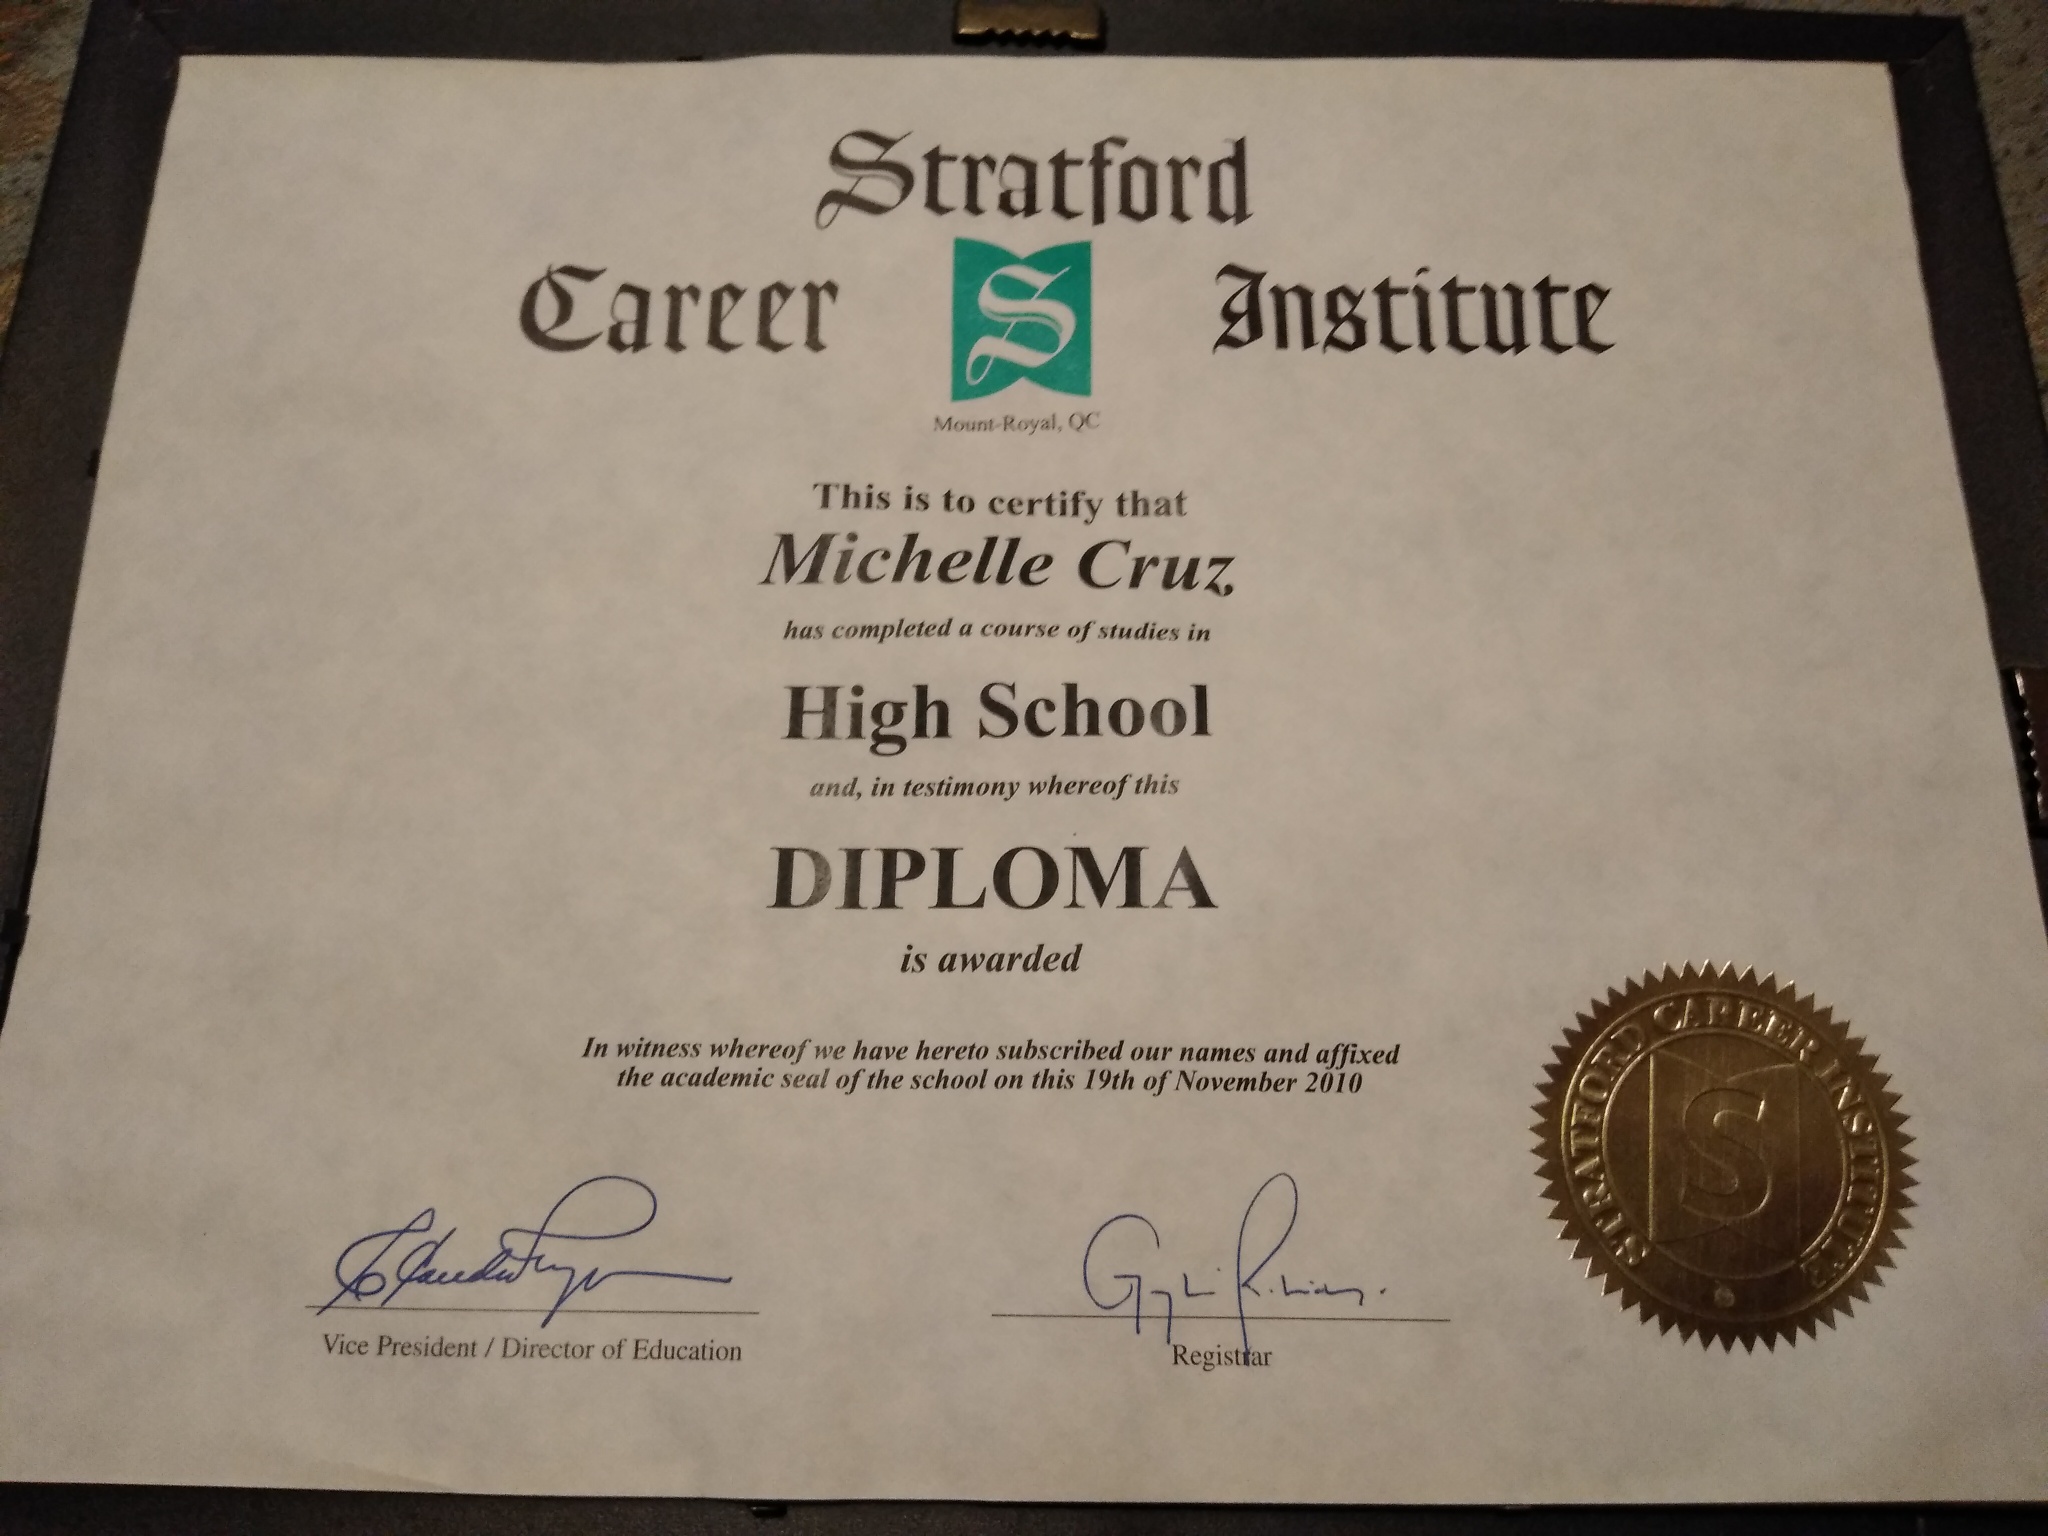 Stratford
Career S Institute
Mount-Royal, QC
This is to certify that
Michelle Cruz
has completed a course of studies in
High School
and, in testimony whereof this
DIPLOMA
is awarded
In witness whereof we have hereto subscribed our names and affixed
the academic seal of the school on this 19th of November 2010
Vice President / Director of Education
Registrar
STRATFORD CAREER INSTITUTE
S